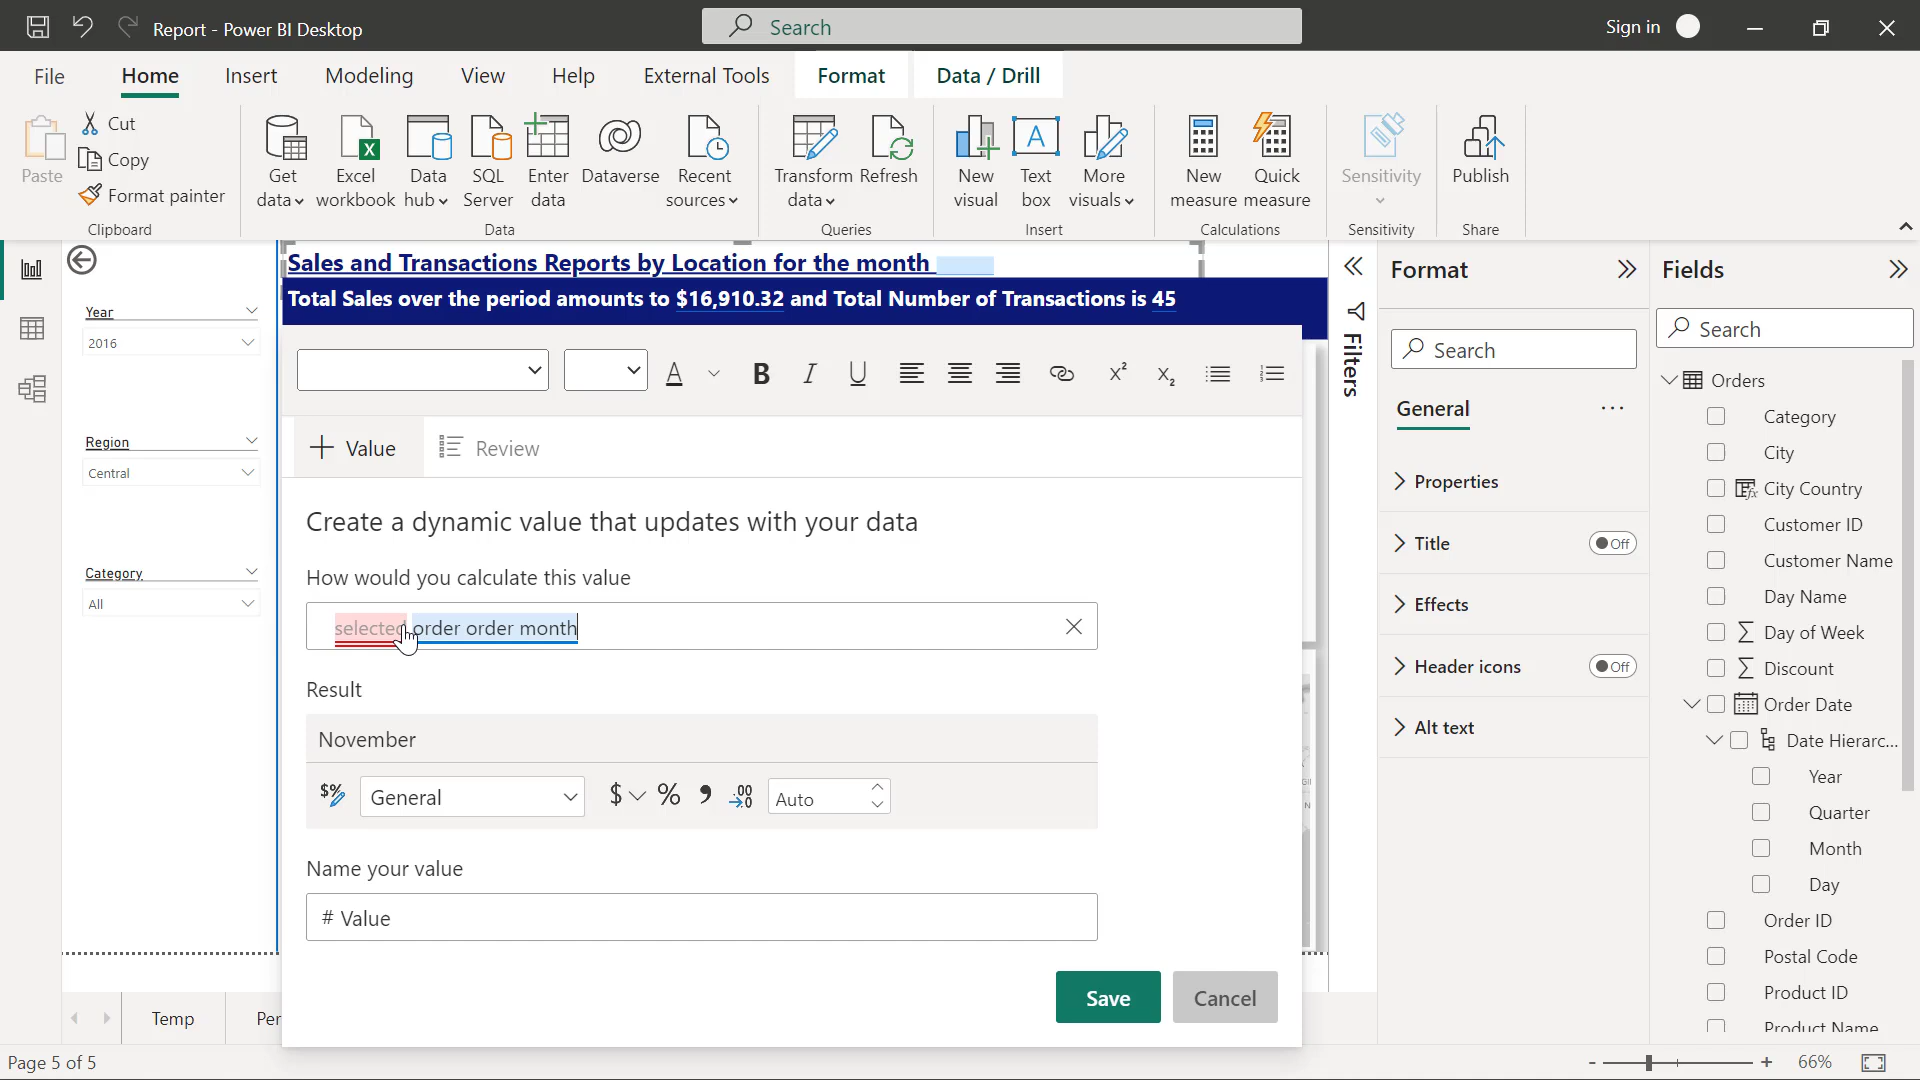 Report - Power BI Desktop
Search
Sign in
File
Home
Insert
Modeling
View
Help
External Tools
Format
Data / Drill
Paste
Cut
Copy
Format painter
Clipboard
Get data
Excel workbook
Data hub
SQL Server
Enter data
Dataverse
Recent sources
Data
Transform data
Refresh
Queries
New visual
A
Text box
More visuals
Insert
New measure
Quick measure
Calculations
Sensitivity
Sensitivity
Publish
Share
Year
2016
Region
Central
Category
All
Sales and Transactions Reports by Location for the month
Total Sales over the period amounts to $16,910.32 and Total Number of Transactions is 45
A
B
I
U
x²
x₂
+ Value
Review
Create a dynamic value that updates with your data
How would you calculate this value
selected order order month
Result
November
$%
General
$
%
,
.00
Auto
Name your value
# Value
Save
Cancel
Filters
Format
Search
General
...
Properties
Title
Off
Effects
Header icons
Off
Alt text
Fields
Search
Orders
Category
City
City Country
Customer ID
Customer Name
Day Name
∑ Day of Week
∑ Discount
Order Date
Date Hierarc...
Year
Quarter
Month
Day
Order ID
Postal Code
Product ID
Product Name
Temp
Per
Page 5 of 5
- + 66%